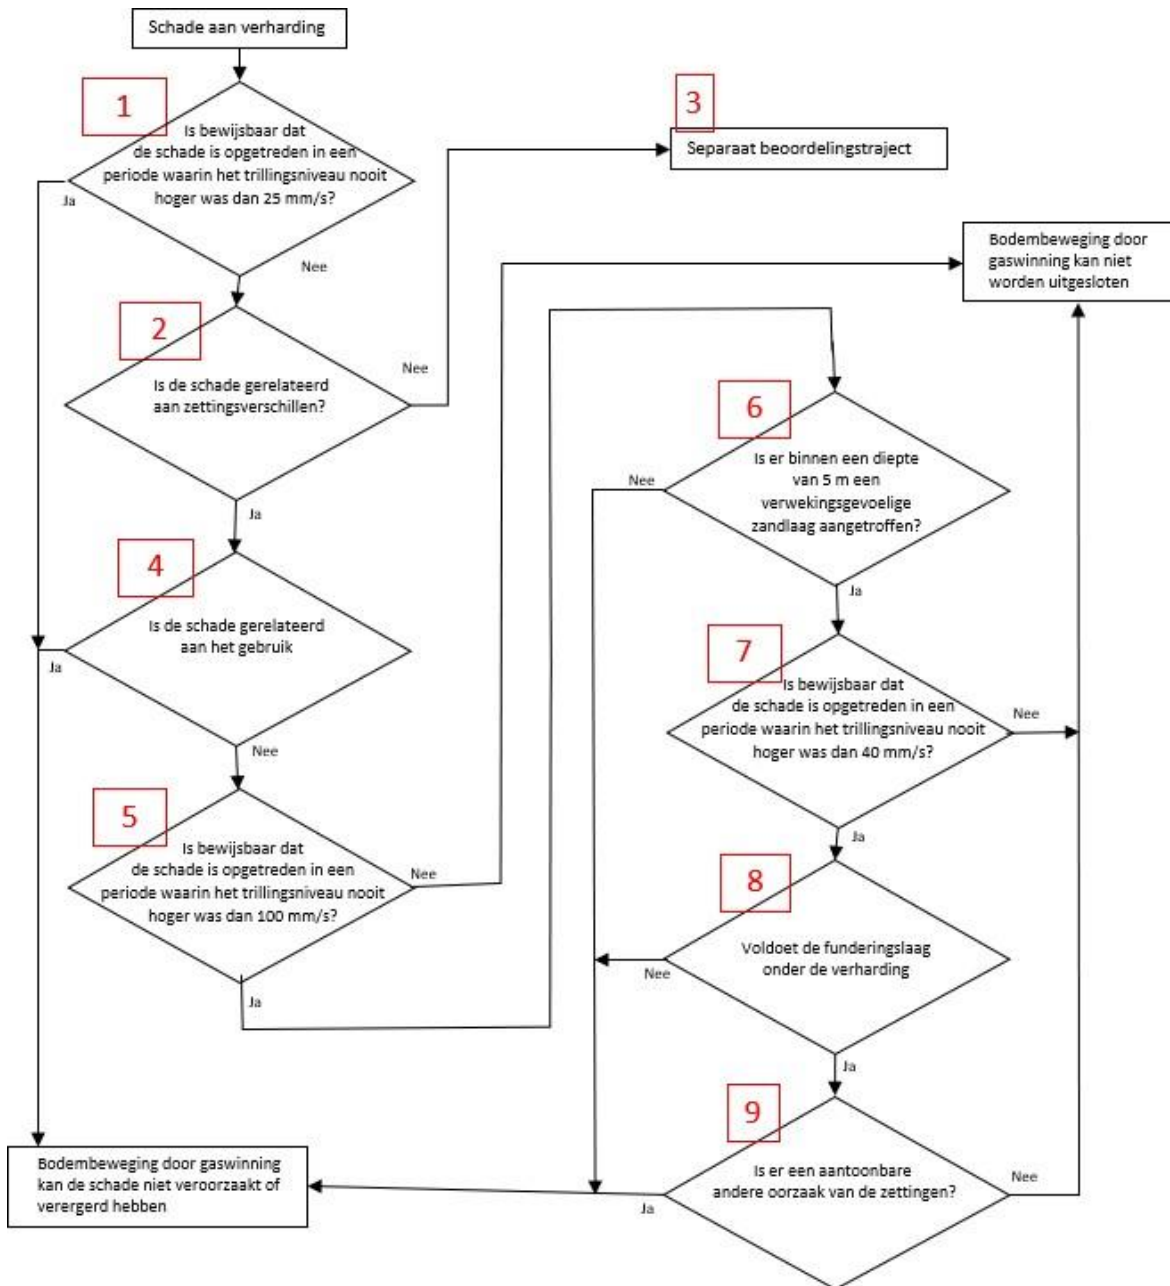 Schade aan verharding
1
Is bewijsbaar dat
de schade is opgetreden in een
periode waarin het trillingsniveau nooit
hoger was dan 25 mm/s?
Ja
Nee
3
Separaat beoordelingstraject
Bodembeweging door
gaswinning kan niet
worden uitgesloten
2
Is de schade gerelateerd
aan zettingsverschillen?
Nee
Ja
4
Is de schade gerelateerd
aan het gebruik
Ja
Nee
5
Is bewijsbaar dat
de schade is opgetreden in een
periode waarin het trillingsniveau nooit
hoger was dan 100 mm/s?
Nee
Ja
6
Is er binnen een diepte
van 5 m een
verwekingsgevoelige
zandlaag aangetroffen?
Nee
Ja
7
Is bewijsbaar dat
de schade is opgetreden in een
periode waarin het trillingsniveau nooit
hoger was dan 40 mm/s?
Nee
Ja
8
Voldoet de funderingslaag
onder de verharding
Nee
Ja
9
Is er een aantoonbare
andere oorzaak van de zettingen?
Nee
Ja
Bodembeweging door gaswinning
kan de schade niet veroorzaakt of
verergerd hebben